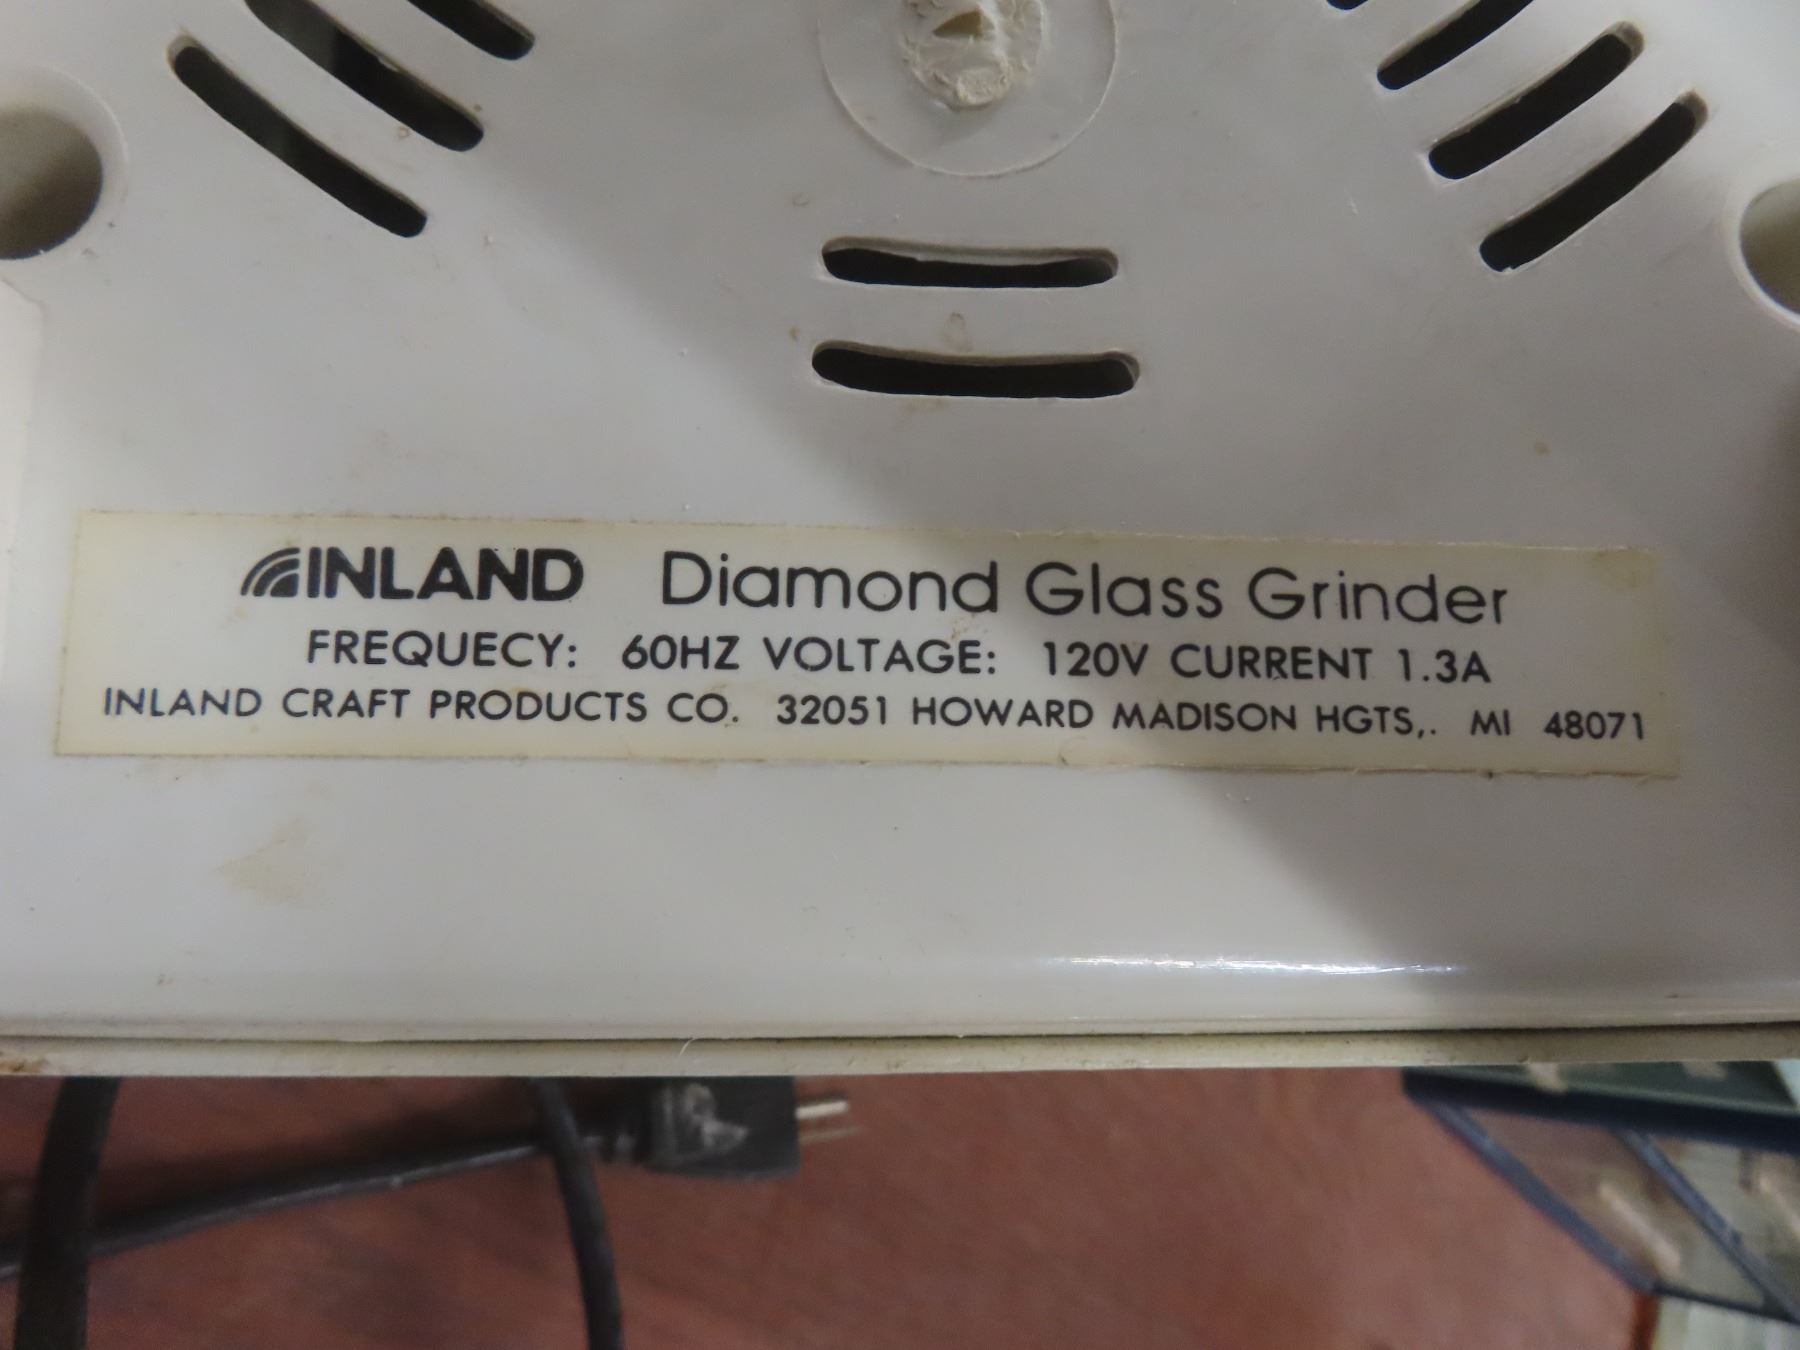 INLAND Diamond Glass Grinder
FREQUECY: 60HZ VOLTAGE: 120V CURRENT 1.3A
INLAND CRAFT PRODUCTS CO. 32051 HOWARD MADISON HGTS,. MI 48071